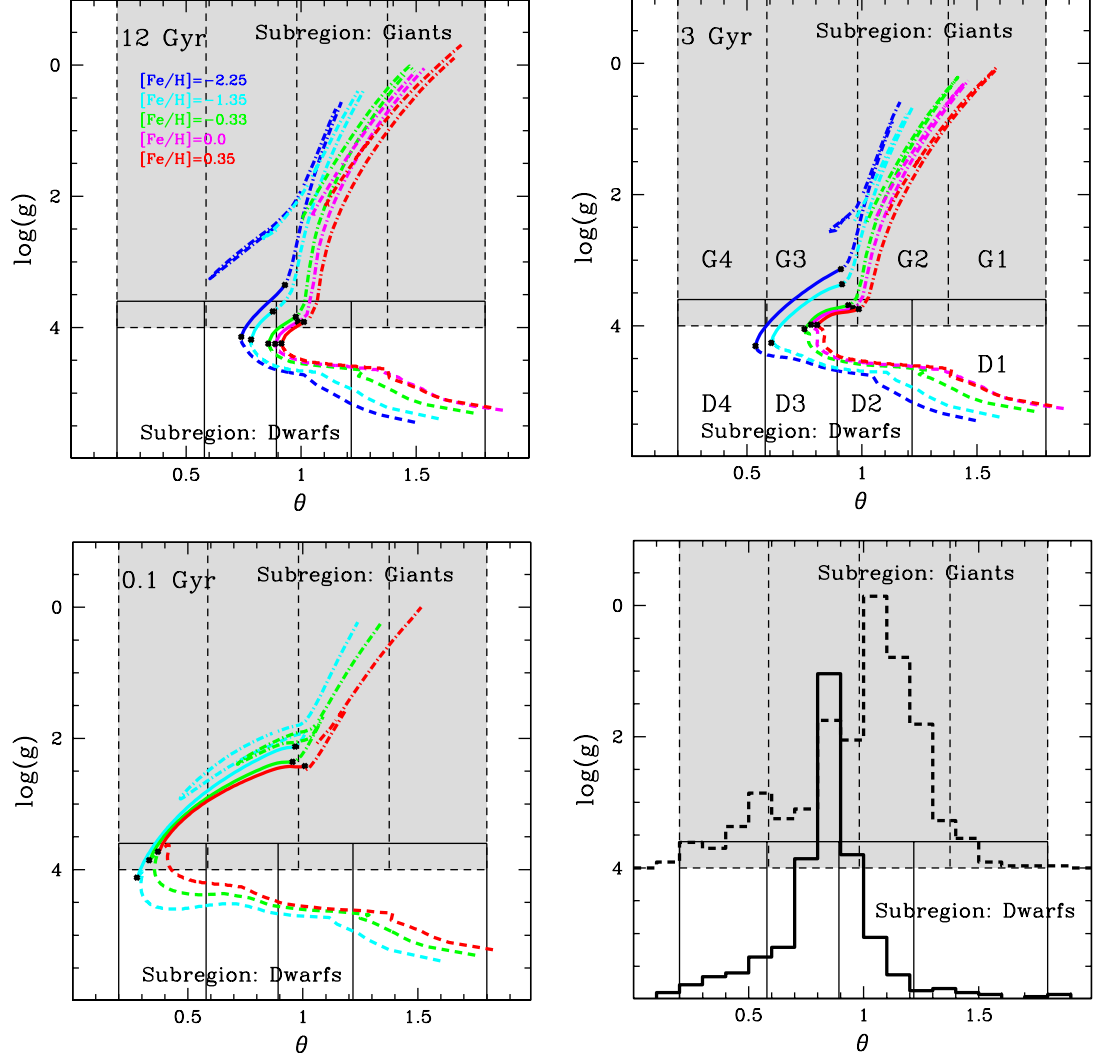 12 Gyr
Subregion: Giants
[Fe/H]=−2.25
[Fe/H]=−1.35
[Fe/H]=−0.33
[Fe/H]=0.0
[Fe/H]=0.35
Subregion: Dwarfs
0
2
4
log(g)
0.5
1
1.5
θ
3 Gyr
Subregion: Giants
G4
G3
G2
G1
D1
D4
D3
D2
Subregion: Dwarfs
0
2
4
log(g)
0.5
1
1.5
θ
0.1 Gyr
Subregion: Giants
Subregion: Dwarfs
0
2
4
log(g)
0.5
1
1.5
θ
Subregion: Giants
Subregion: Dwarfs
0
2
4
log(g)
0.5
1
1.5
θ